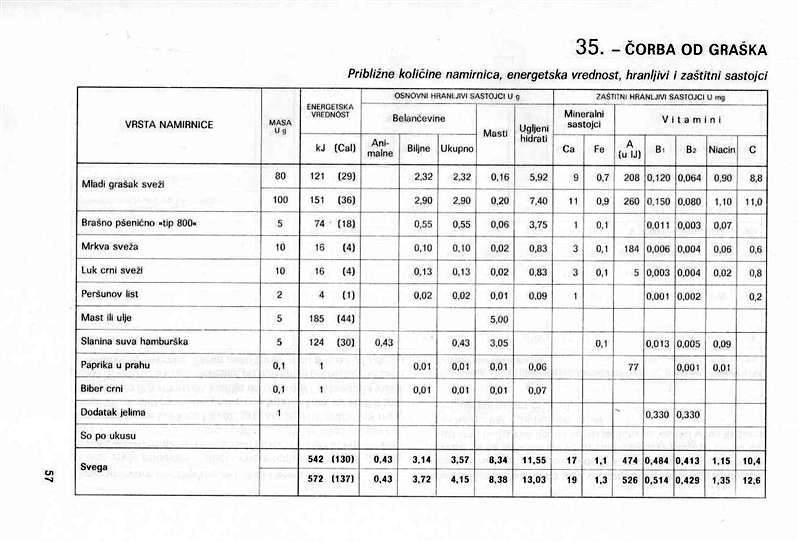 35. – ČORBA OD GRAŠKA
Približne količine namirnica, energetska vrednost, hranljivi i zaštitni sastojci
VRSTA NAMIRNICE MASA U g ENERGETSKA VREDNOST OSNOVNI HRANLJIVI SASTOJCI U g ZAŠTITNI HRANLJIVI SASTOJCI U mg
Belančevine Masti Ugljeni hidrati Mineralni sastojci Vitamini
kJ (Cal) Ani-malne Biljne Ukupno Ca Fe A (u IJ) B1 B2 Niacin C
Mladi grašak sveži 80 121 (29) 2,32 2,32 0,16 5,92 9 0,7 208 0,120 0,064 0,90 8,8
100 151 (36) 2,90 2,90 0,20 7,40 11 0,9 260 0,150 0,080 1,10 11,0
Brašno pšenično »tip 800« 5 74 (18) 0,55 0,55 0,06 3,75 1 0,1 0,011 0,003 0,07
Mrkva sveža 10 16 (4) 0,10 0,10 0,02 0,83 3 0,1 184 0,006 0,004 0,06 0,6
Luk crni sveži 10 16 (4) 0,13 0,13 0,02 0,83 3 0,1 5 0,003 0,004 0,02 0,8
Peršunov list 2 4 (1) 0,02 0,02 0,01 0,09 1 0,001 0,002 0,2
Mast ili ulje 5 185 (44) 5,00
Slanina suva hamburška 5 124 (30) 0,43 0,43 3,05 0,1 0,013 0,005 0,09
Paprika u prahu 0,1 1 0,01 0,01 0,01 0,06 77 0,001 0,01
Biber crni 0,1 1 0,01 0,01 0,01 0,07
Dodatak jelima 1 0,330 0,330
So po ukusu
Svega 542 (130) 0,43 3,14 3,57 8,34 11,55 17 1,1 474 0,484 0,413 1,15 10,4
572 (137) 0,43 3,72 4,15 8,38 13,03 19 1,3 526 0,514 0,429 1,35 12,6
57